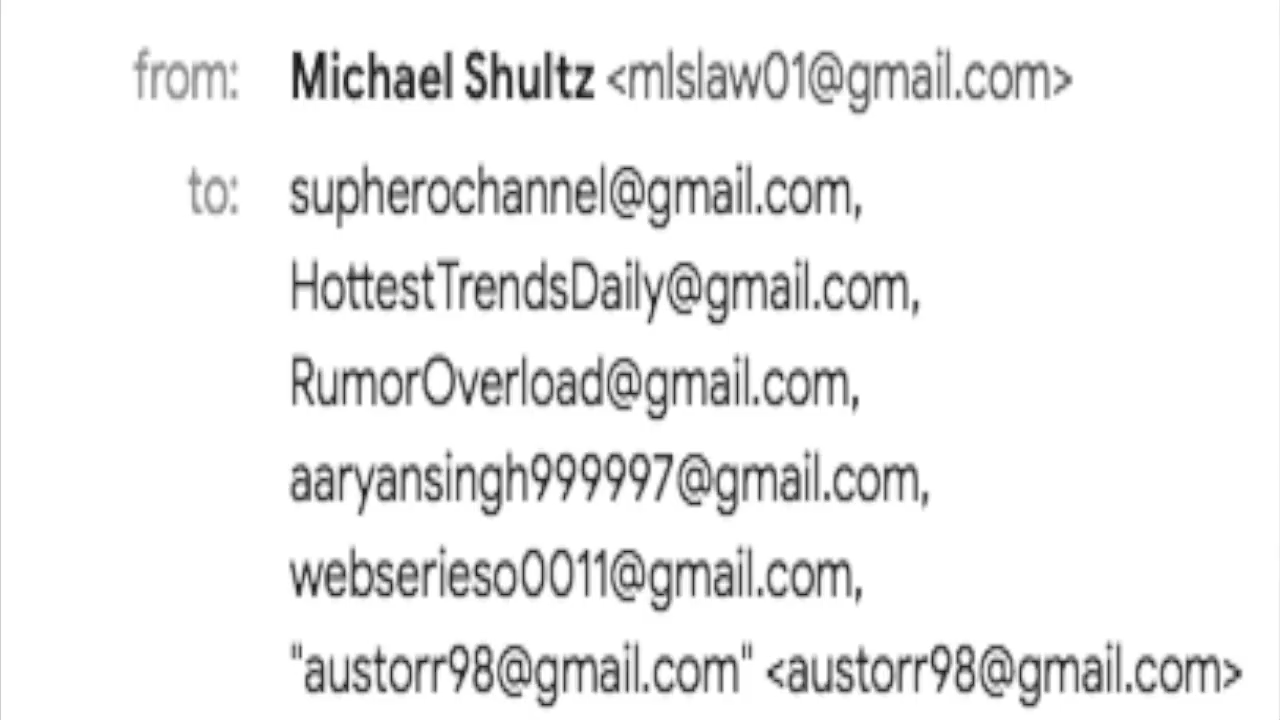 from: Michael Shultz <mlslaw01@gmail.com>
to: supherochannel@gmail.com,
HottestTrendsDaily@gmail.com,
RumorOverload@gmail.com,
aaryansingh999997@gmail.com,
webserieso0011@gmail.com,
"austorr98@gmail.com" <austorr98@gmail.com>